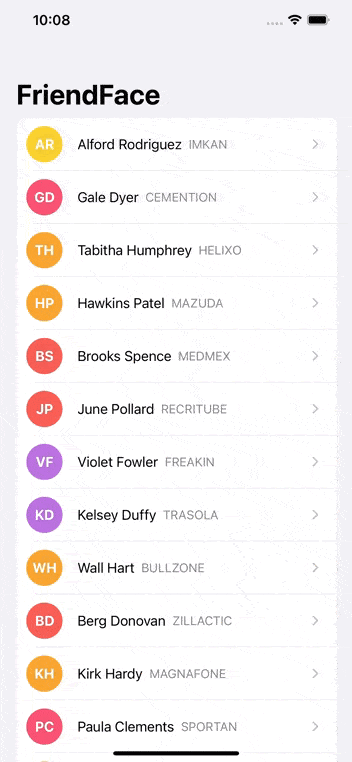 10:08
FriendFace
AR Alford Rodriguez IMKAN
GD Gale Dyer CEMENTION
TH Tabitha Humphrey HELIXO
HP Hawkins Patel MAZUDA
BS Brooks Spence MEDMEX
JP June Pollard RECRITUBE
VF Violet Fowler FREAKIN
KD Kelsey Duffy TRASOLA
WH Wall Hart BULLZONE
BD Berg Donovan ZILLACTIC
KH Kirk Hardy MAGNAFONE
PC Paula Clements SPORTAN